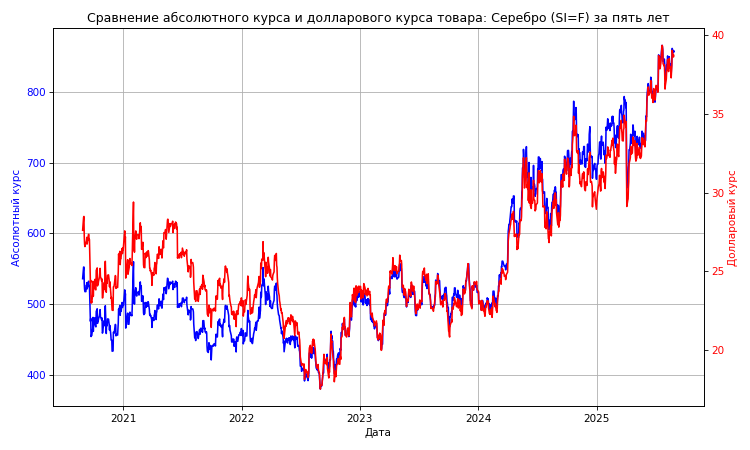 Сравнение абсолютного курса и долларового курса товара: Серебро (SI=F) за пять лет
40
800
35
700
30
Абсолютный курс
Долларовый курс
600
25
500
20
400
2021 2022 2023 2024 2025
Дата